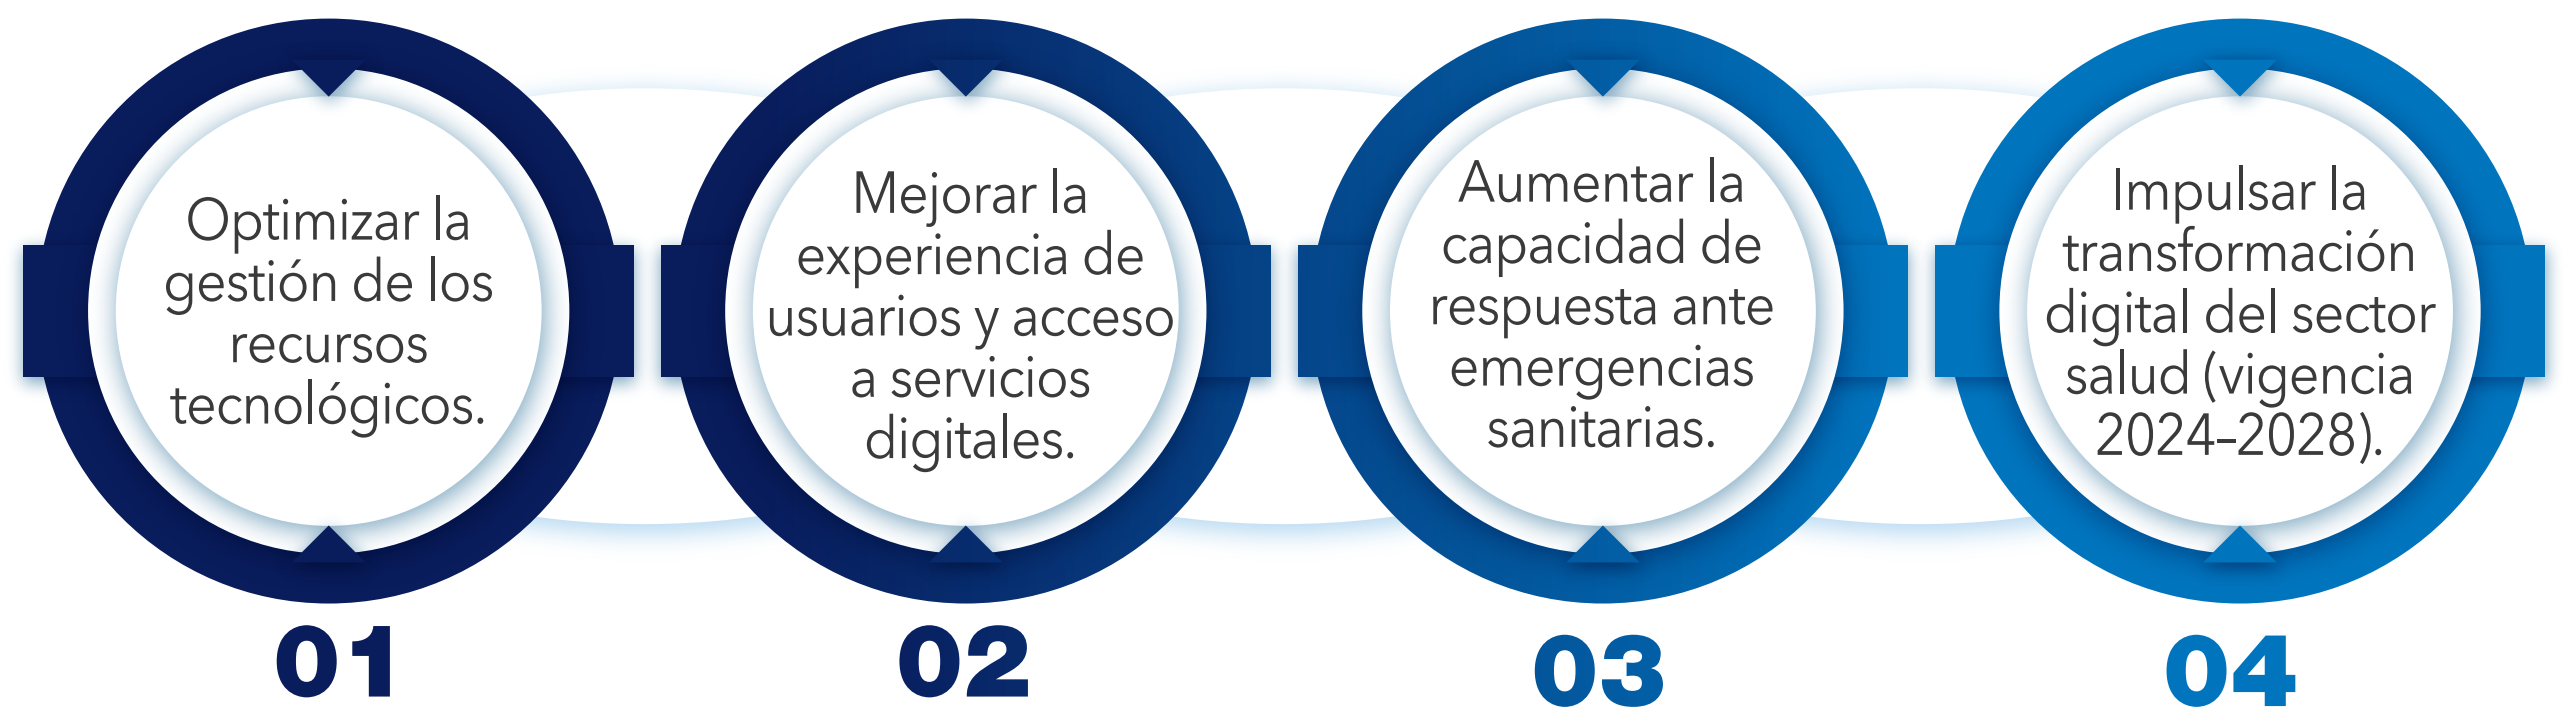 Optimizar la
gestión de los
recursos
tecnológicos.
01
Mejorar la
experiencia de
usuarios y acceso
a servicios
digitales.
02
Aumentar la
capacidad de
respuesta ante
emergencias
sanitarias.
03
Impulsar la
transformación
digital del sector
salud (vigencia
2024–2028).
04